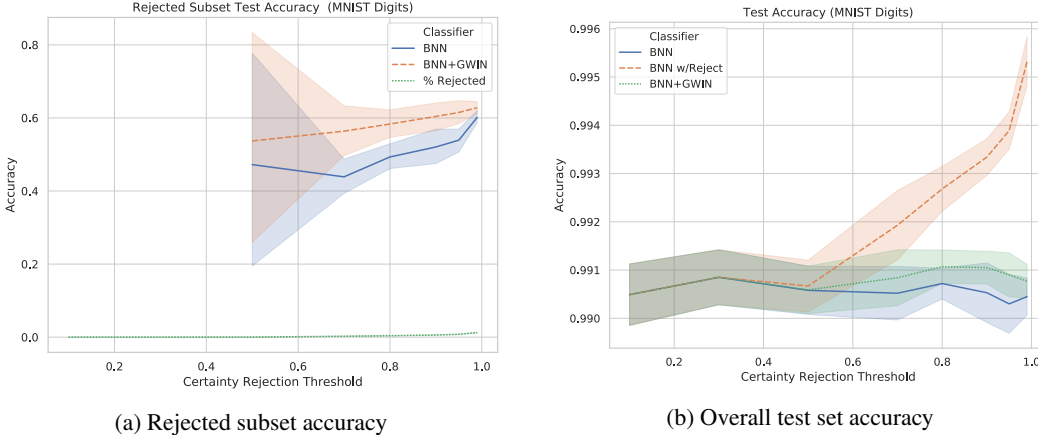 Rejected Subset Test Accuracy (MNIST Digits)
Classifier
BNN
BNN+GWIN
% Rejected
0.8
0.6
0.4
0.2
0.0
Accuracy
0.2
0.4
0.6
0.8
1.0
Certainty Rejection Threshold
(a) Rejected subset accuracy
Test Accuracy (MNIST Digits)
Classifier
BNN
BNN w/Reject
BNN+GWIN
0.996
0.995
0.994
0.993
0.992
0.991
0.990
Accuracy
0.2
0.4
0.6
0.8
1.0
Certainty Rejection Threshold
(b) Overall test set accuracy